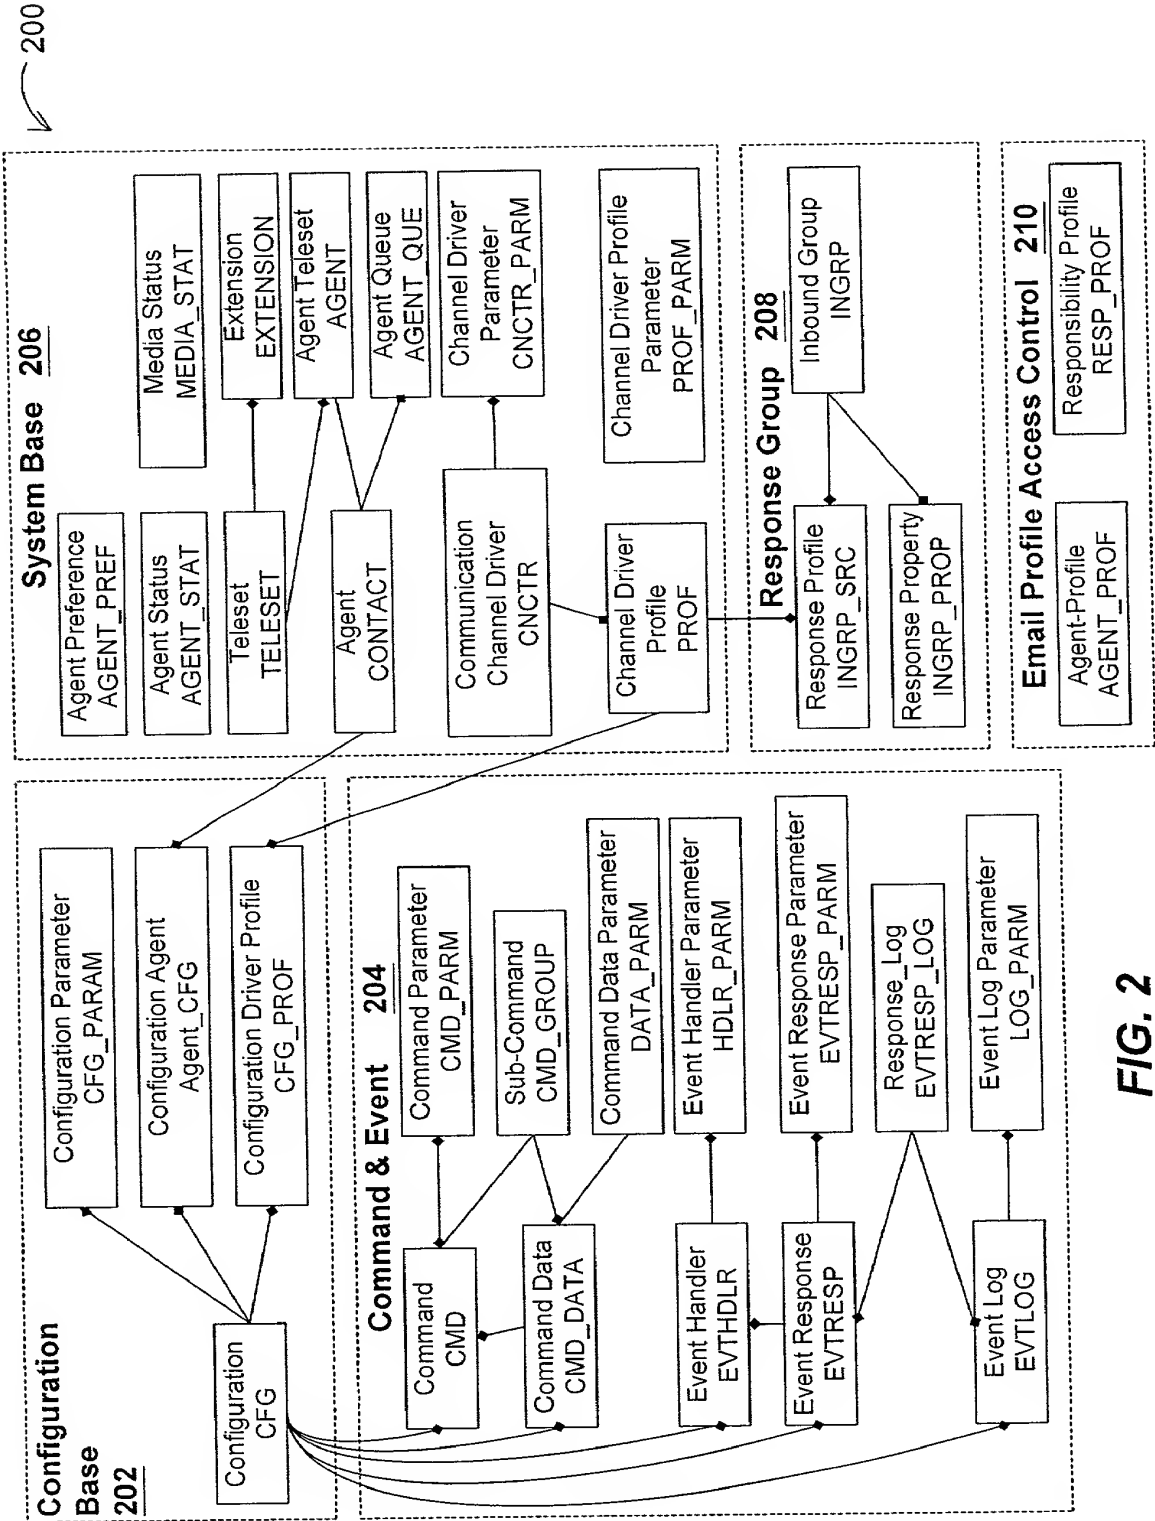 200
Configuration
Base
202
Configuration
CFG
Configuration Parameter
CFG_PARAM
Configuration Agent
Agent_CFG
Configuration Driver Profile
CFG_PROF
Command & Event 204
Command
CMD
Command Parameter
CMD_PARM
Sub-Command
CMD_GROUP
Command Data
CMD_DATA
Command Data Parameter
DATA_PARM
Event Handler
EVTHDLR
Event Handler Parameter
HDLR_PARM
Event Response
EVTRESP
Event Response Parameter
EVTRESP_PARM
Response_Log
EVTRESP_LOG
Event Log
EVTLOG
Event Log Parameter
LOG_PARM
System Base 206
Agent Preference
AGENT_PREF
Agent Status
AGENT_STAT
Media Status
MEDIA_STAT
Teleset
TELESET
Extension
EXTENSION
Agent Teleset
AGENT
Agent
CONTACT
Agent Queue
AGENT_QUE
Communication
Channel Driver
CNCTR
Channel Driver
Parameter
CNCTR_PARM
Channel Driver
Profile
PROF
Channel Driver Profile
Parameter
PROF_PARM
Response Group 208
Response Profile
INGRP_SRC
Inbound Group
INGRP
Response Property
INGRP_PROP
Email Profile Access Control 210
Agent-Profile
AGENT_PROF
Responsibility Profile
RESP_PROF
FIG. 2